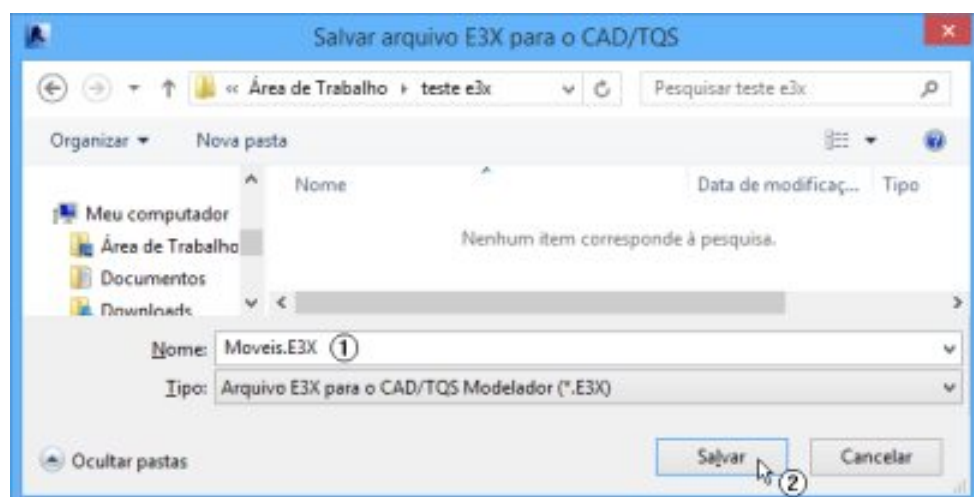 Salvar arquivo E3X para o CAD/TQS
« Área de Trabalho ▸ teste e3x
Pesquisar teste e3x
Organizar
Nova pasta
Nome
Data de modificaç...
Tipo
Meu computador
Área de Trabalho
Documentos
Downloads
Nenhum item corresponde à pesquisa.
Nome: Moveis.E3X ①
Tipo: Arquivo E3X para o CAD/TQS Modelador (*.E3X)
Ocultar pastas
Salvar ②
Cancelar